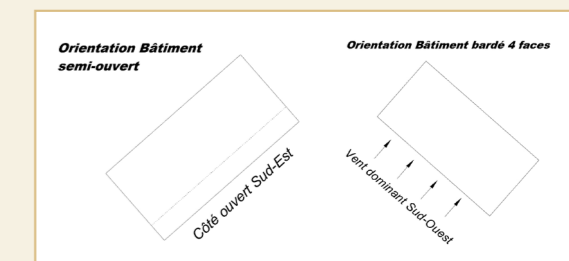 Orientation Bâtiment
semi-ouvert
Côté ouvert Sud-Est
Orientation Bâtiment bardé 4 faces
Vent dominant Sud-Ouest